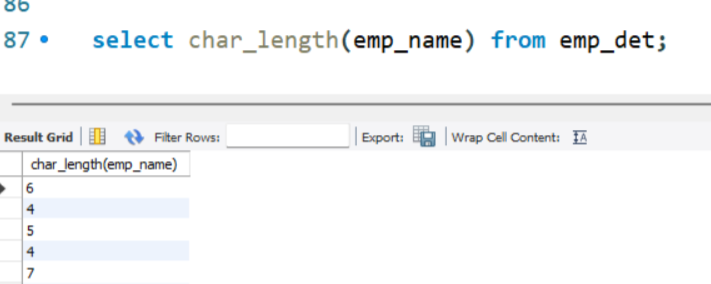 86
87 select char_length(emp_name) from emp_det;
Result Grid Filter Rows: Export: Wrap Cell Content: IA
char_length(emp_name)
6
4
5
4
7